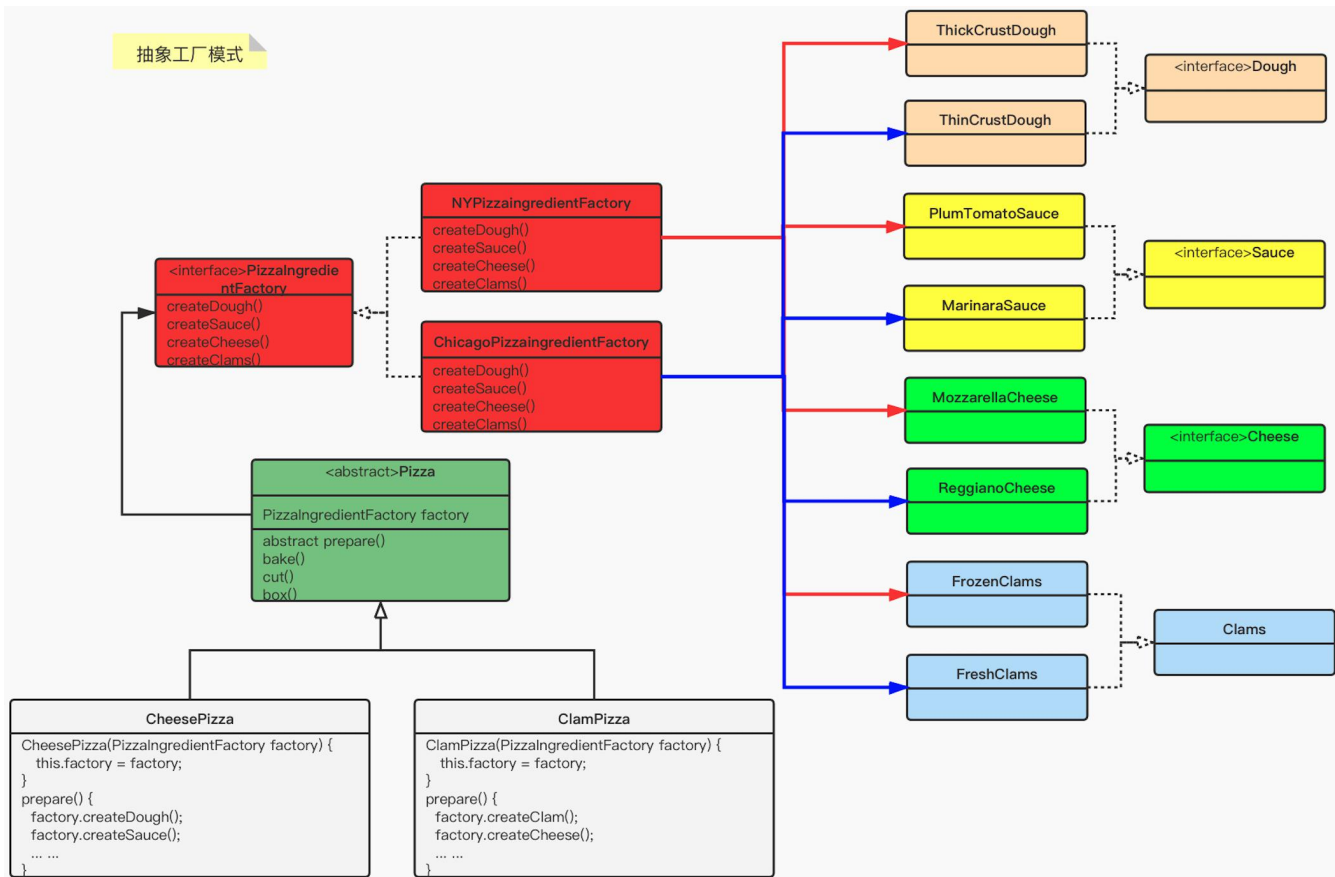 抽象工厂模式
ThickCrustDough
<interface>Dough
ThinCrustDough
NYPizzaingredientFactory
createDough()
createSauce()
createCheese()
createClams()
PlumTomatoSauce
<interface>Sauce
MarinaraSauce
<interface>PizzaIngredie
ntFactory
createDough()
createSauce()
createCheese()
createClams()
ChicagoPizzaingredientFactory
createDough()
createSauce()
createCheese()
createClams()
MozzarellaCheese
<interface>Cheese
ReggianoCheese
<abstract>Pizza
PizzaIngredientFactory factory
abstract prepare()
bake()
cut()
box()
FrozenClams
Clams
FreshClams
CheesePizza
CheesePizza(PizzaIngredientFactory factory) {
this.factory = factory;
}
prepare() {
factory.createDough();
factory.createSauce();
... ...
}
ClamPizza
ClamPizza(PizzaIngredientFactory factory) {
this.factory = factory;
}
prepare() {
factory.createClam();
factory.createCheese();
... ...
}